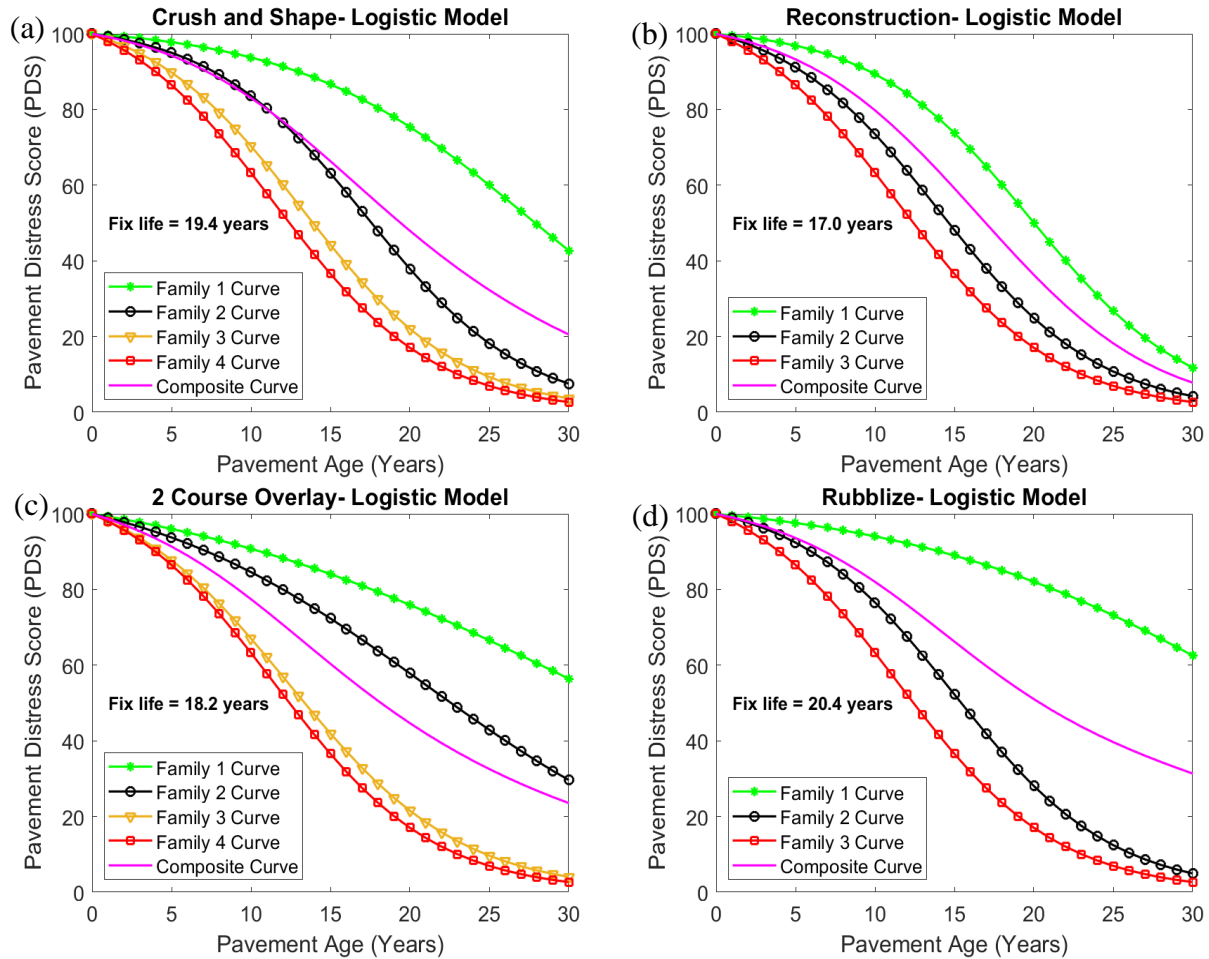 (a)
Crush and Shape- Logistic Model
Pavement Distress Score (PDS)
100
80
60
40
20
0
Fix life = 19.4 years
Family 1 Curve
Family 2 Curve
Family 3 Curve
Family 4 Curve
Composite Curve
0 5 10 15 20 25 30
Pavement Age (Years)
(b)
Reconstruction- Logistic Model
Pavement Distress Score (PDS)
100
80
60
40
20
0
Fix life = 17.0 years
Family 1 Curve
Family 2 Curve
Family 3 Curve
Composite Curve
0 5 10 15 20 25 30
Pavement Age (Years)
(c)
2 Course Overlay- Logistic Model
Pavement Distress Score (PDS)
100
80
60
40
20
0
Fix life = 18.2 years
Family 1 Curve
Family 2 Curve
Family 3 Curve
Family 4 Curve
Composite Curve
0 5 10 15 20 25 30
Pavement Age (Years)
(d)
Rubblize- Logistic Model
Pavement Distress Score (PDS)
100
80
60
40
20
0
Fix life = 20.4 years
Family 1 Curve
Family 2 Curve
Family 3 Curve
Composite Curve
0 5 10 15 20 25 30
Pavement Age (Years)